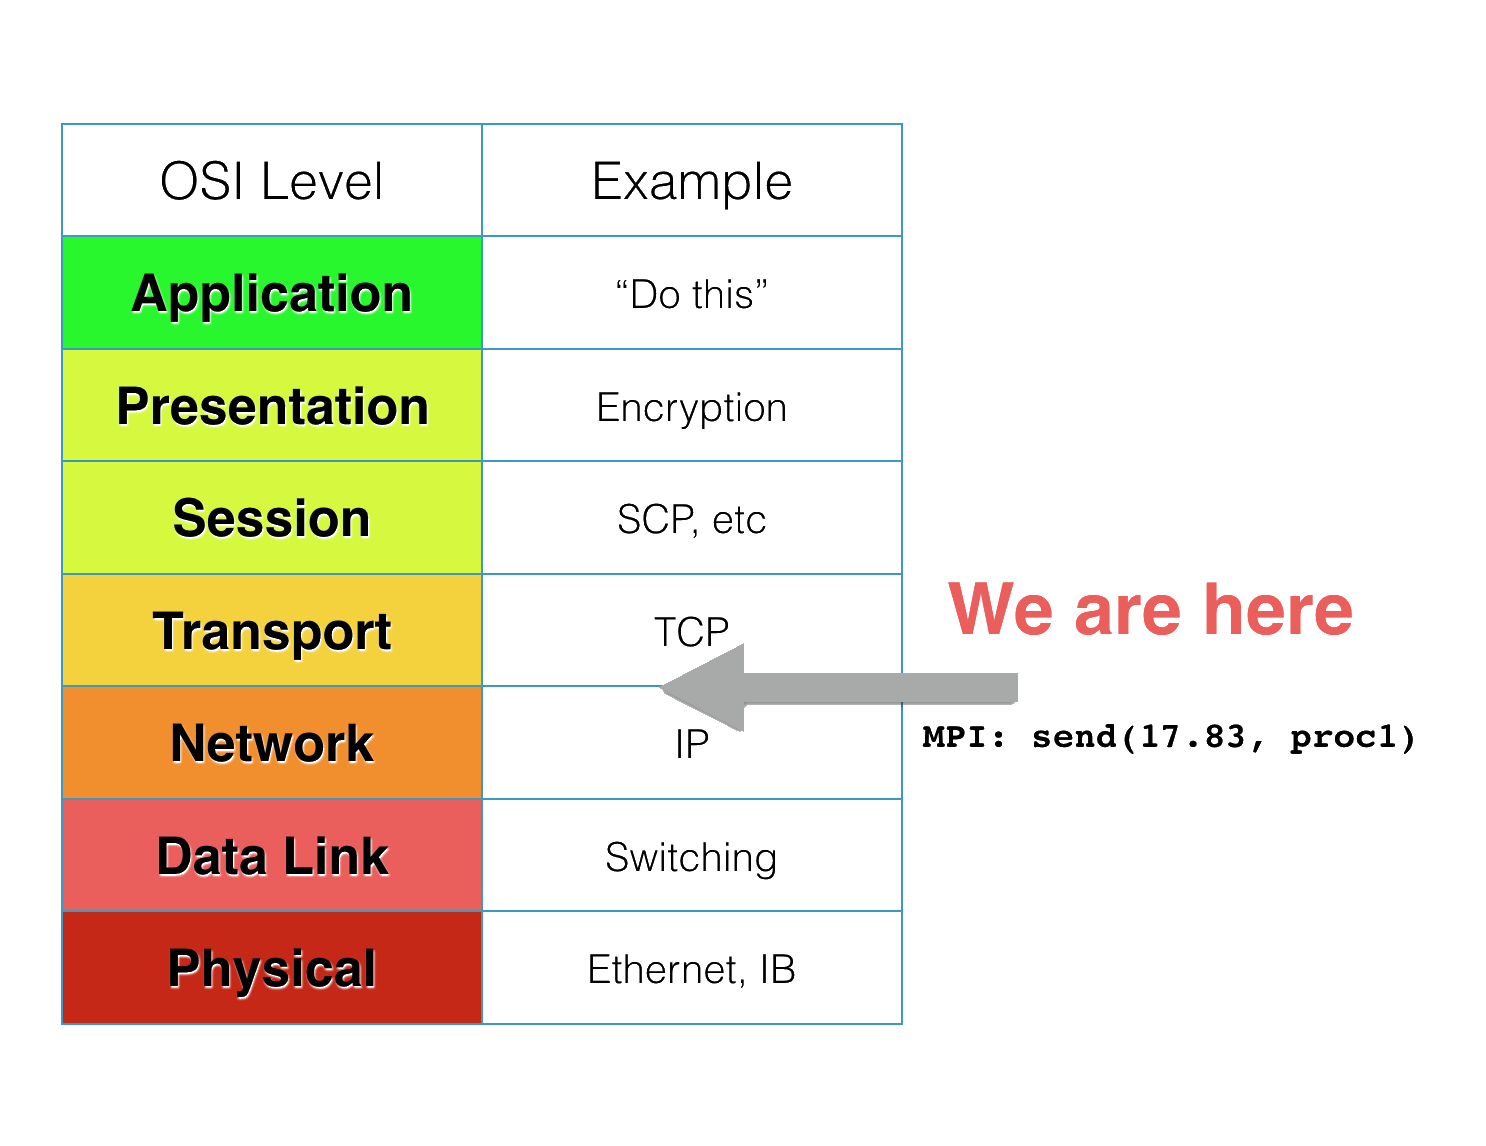 OSI Level Example
Application “Do this”
Presentation Encryption
Session SCP, etc
Transport TCP
We are here
Network IP
MPI: send(17.83, proc1)
Data Link Switching
Physical Ethernet, IB